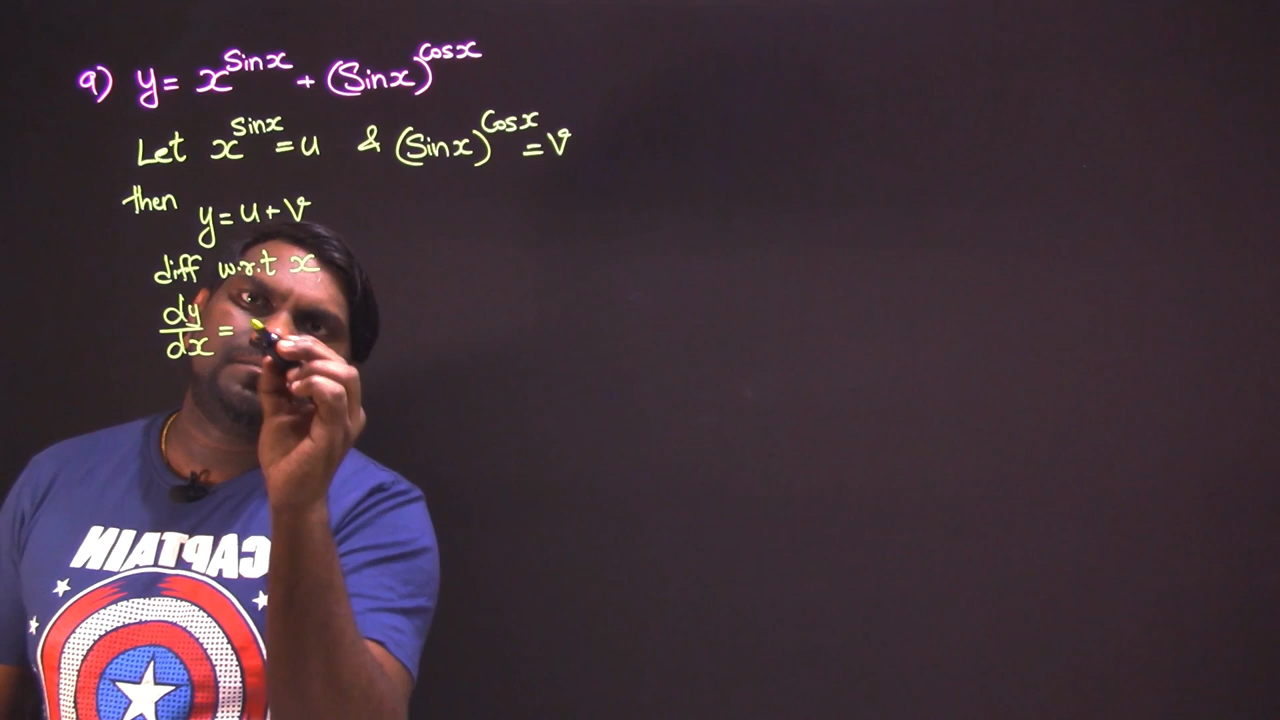 9) y = x^Sinx + (Sinx)^Cosx
Let x^Sinx = u & (Sinx)^Cosx = v
then y = u + v
diff w.r.t x,
dy/dx =
CAPTAIN